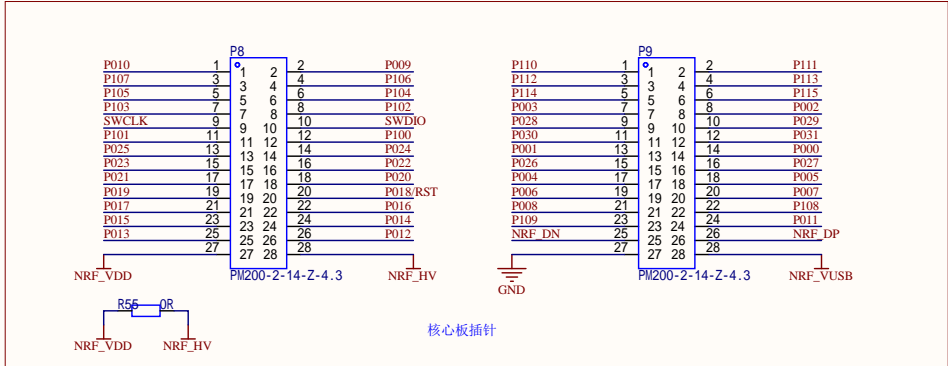 P8 P9
P010 1 1 2 2 P009 P110 1 1 2 2 P111
P107 3 3 4 4 P106 P112 3 3 4 4 P113
P105 5 5 6 6 P104 P114 5 5 6 6 P115
P103 7 7 8 8 P102 P003 7 7 8 8 P002
SWCLK 9 9 10 10 SWDIO P028 9 9 10 10 P029
P101 11 11 12 12 P100 P030 11 11 12 12 P031
P025 13 13 14 14 P024 P001 13 13 14 14 P000
P023 15 15 16 16 P022 P026 15 15 16 16 P027
P021 17 17 18 18 P020 P004 17 17 18 18 P005
P019 19 19 20 20 P018/RST P006 19 19 20 20 P007
P017 21 21 22 22 P016 P008 21 21 22 22 P108
P015 23 23 24 24 P014 P109 23 23 24 24 P011
P013 25 25 26 26 P012 NRF_DN 25 25 26 26 NRF_DP
27 27 28 28 27 27 28 28
NRF_VDD PM200-2-14-Z-4.3 NRF_HV GND PM200-2-14-Z-4.3 NRF_VUSB
R55 0R
NRF_VDD NRF_HV
核心板插针